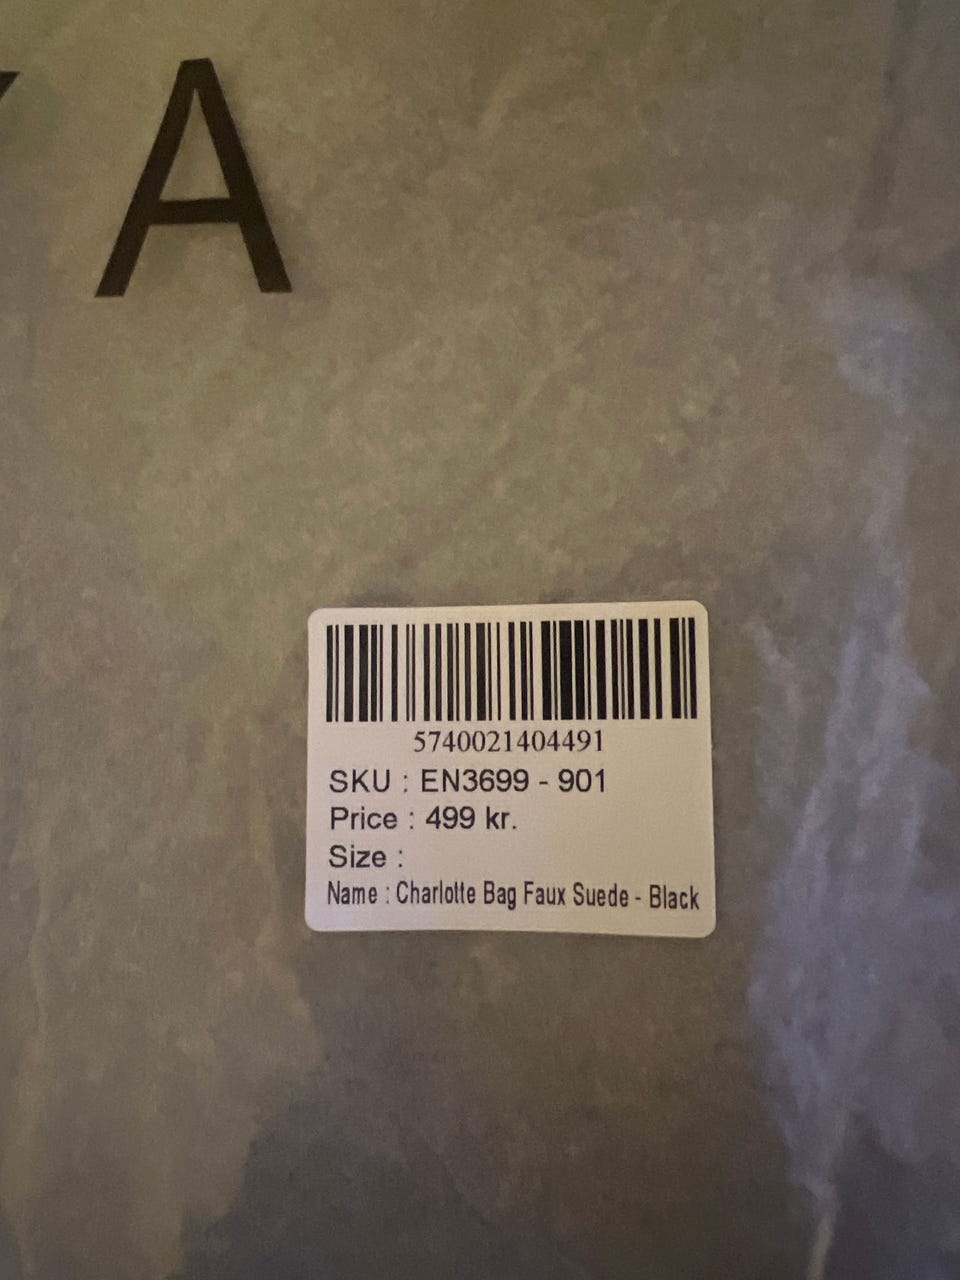 A
5740021404491
SKU : EN3699 - 901
Price : 499 kr.
Size :
Name : Charlotte Bag Faux Suede - Black